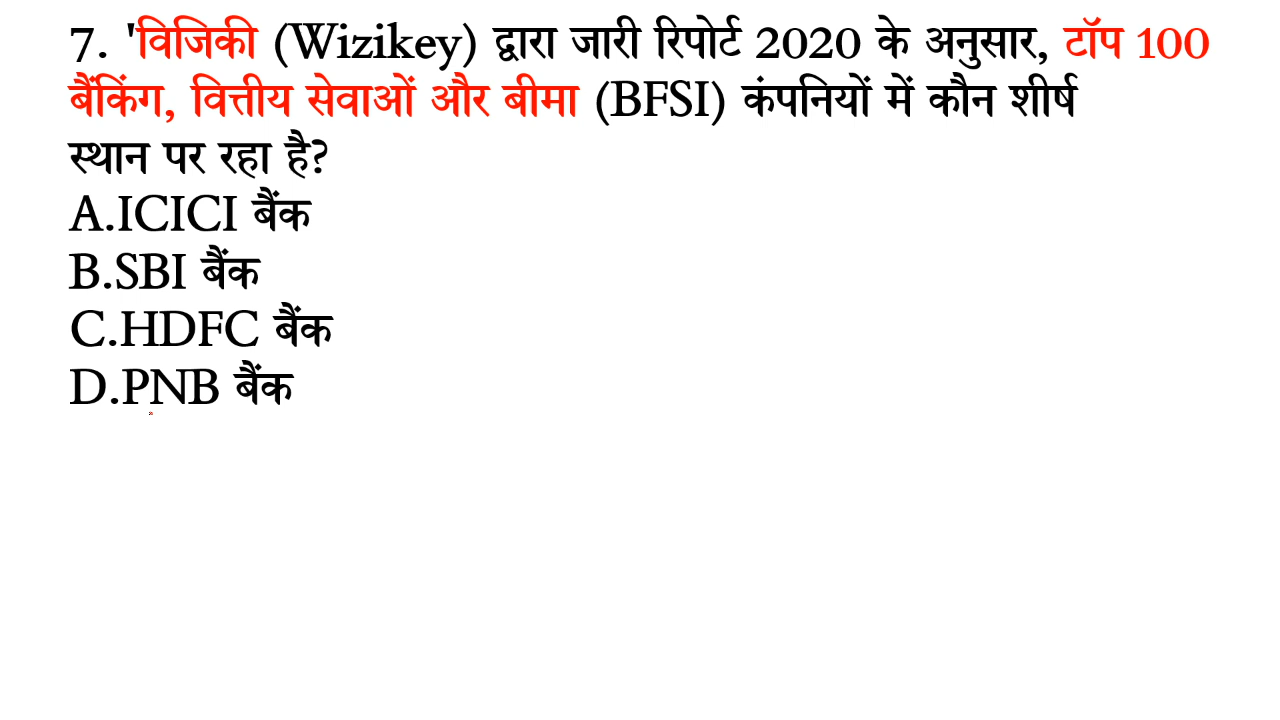 7. 'विजिकी (Wizikey) द्वारा जारी रिपोर्ट 2020 के अनुसार, टॉप 100
बैंकिंग, वित्तीय सेवाओं और बीमा (BFSI) कंपनियों में कौन शीर्ष
स्थान पर रहा है?
A.ICICI बैंक
B.SBI बैंक
C.HDFC बैंक
D.PNB बैंक